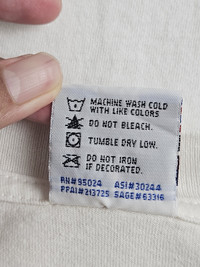 MACHINE WASH COLD
WITH LIKE COLORS
DO NOT BLEACH.
TUMBLE DRY LOW.
DO NOT IRON
IF DECORATED.
RN#95024 ASI#30244
PPAI#213725 SAGE#63316